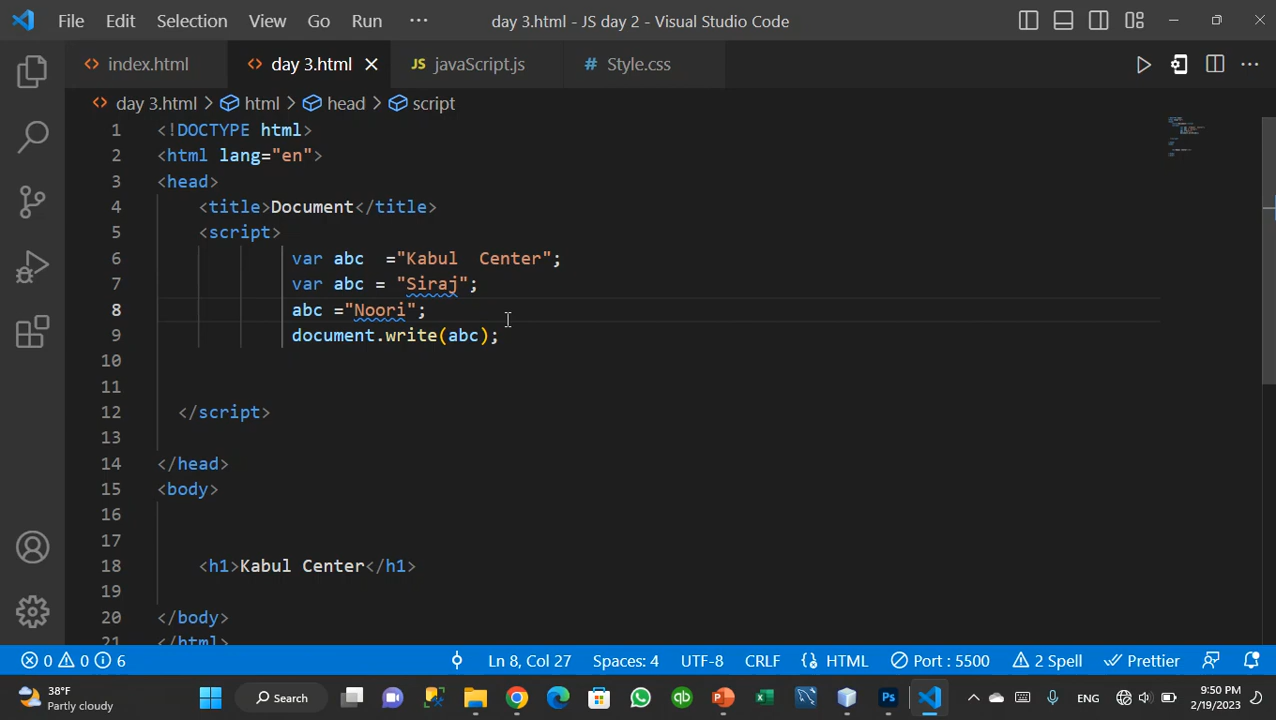 File Edit Selection View Go Run ··· day 3.html - JS day 2 - Visual Studio Code
<> index.html <> day 3.html JS javaScript.js # Style.css
<> day 3.html > html > head > script
1 <!DOCTYPE html>
2 <html lang="en">
3 <head>
4 <title>Document</title>
5 <script>
6 var abc  ="Kabul  Center";
7 var abc = "Siraj";
8 abc ="Noori";
9 document.write(abc);
10
11
12 </script>
13
14 </head>
15 <body>
16
17
18 <h1>Kabul Center</h1>
19
20 </body>
21 </html>
0 0 6 Ln 8, Col 27 Spaces: 4 UTF-8 CRLF {} HTML Port : 5500 2 Spell Prettier
38°F Search ENG 9:50 PM
Partly cloudy 2/19/2023